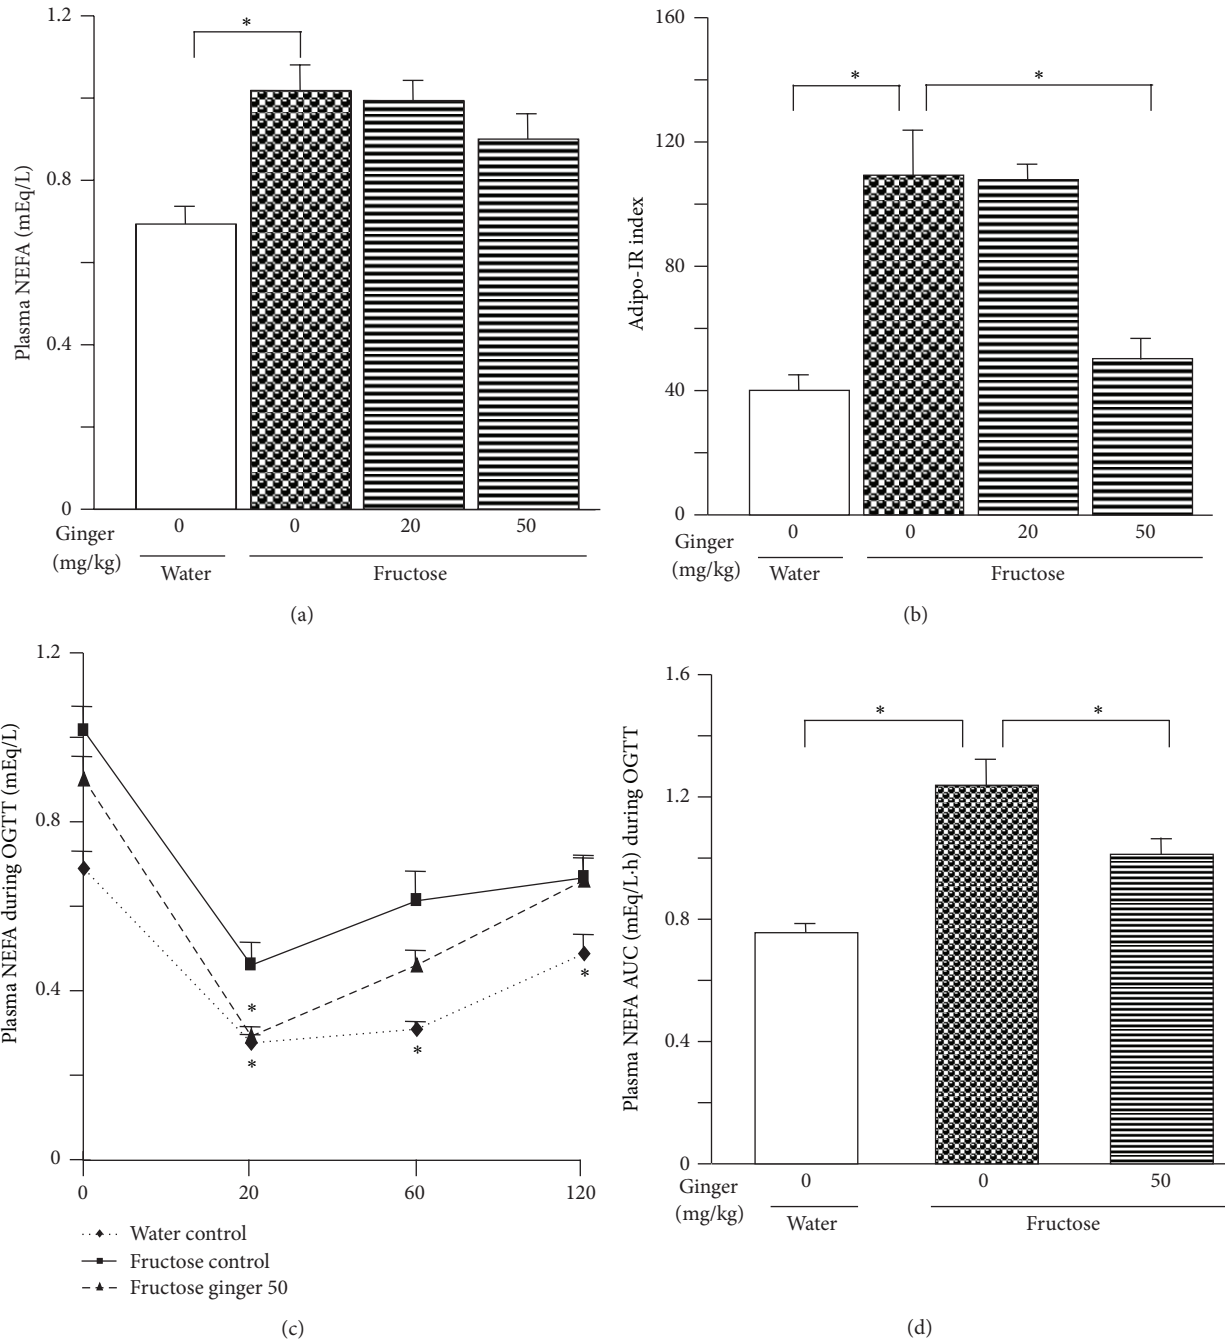 1.2
0.8
0.4
0
Plasma NEFA (mEq/L)
*
Ginger
(mg/kg)
0 0 20 50
Water Fructose
(a)
160
120
80
40
0
Adipo-IR index
* *
Ginger
(mg/kg)
0 0 20 50
Water Fructose
(b)
1.2
0.8
0.4
0
Plasma NEFA during OGTT (mEq/L)
*
*
*
*
0 20 60 120
Water control
Fructose control
Fructose ginger 50
(c)
1.6
1.2
0.8
0.4
0
Plasma NEFA AUC (mEq/L·h) during OGTT
* *
Ginger
(mg/kg)
0 0 50
Water Fructose
(d)